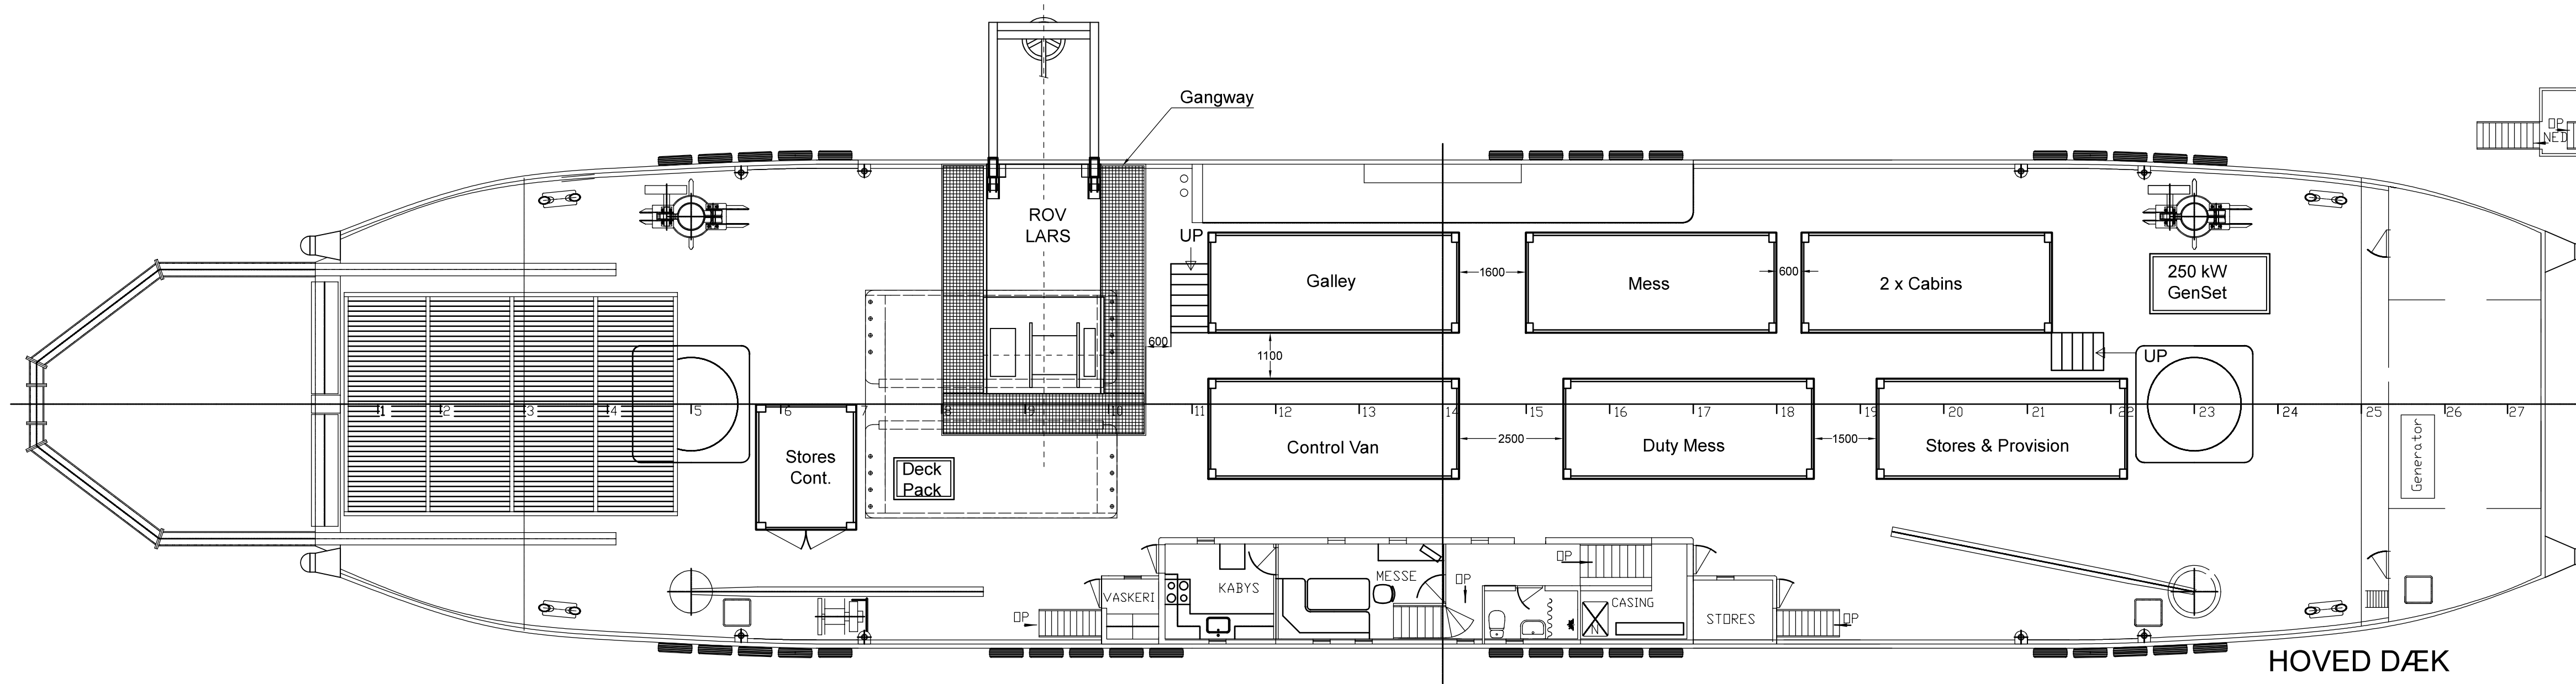 Gangway
OP
NED
ROV
LARS
UP
Galley
1600
Mess
600
2 x Cabins
250 kW
GenSet
600
1100
UP
1
2
3
4
5
6
7
8
9
10
11
12
13
14
15
16
17
18
19
20
21
22
23
24
25
26
27
Stores
Cont.
Deck
Pack
Control Van
2500
Duty Mess
1500
Stores & Provision
Generator
OP
VASKERI
KABYS
MESSE
OP
OP
CASING
N
STORES
OP
HOVED DÆK